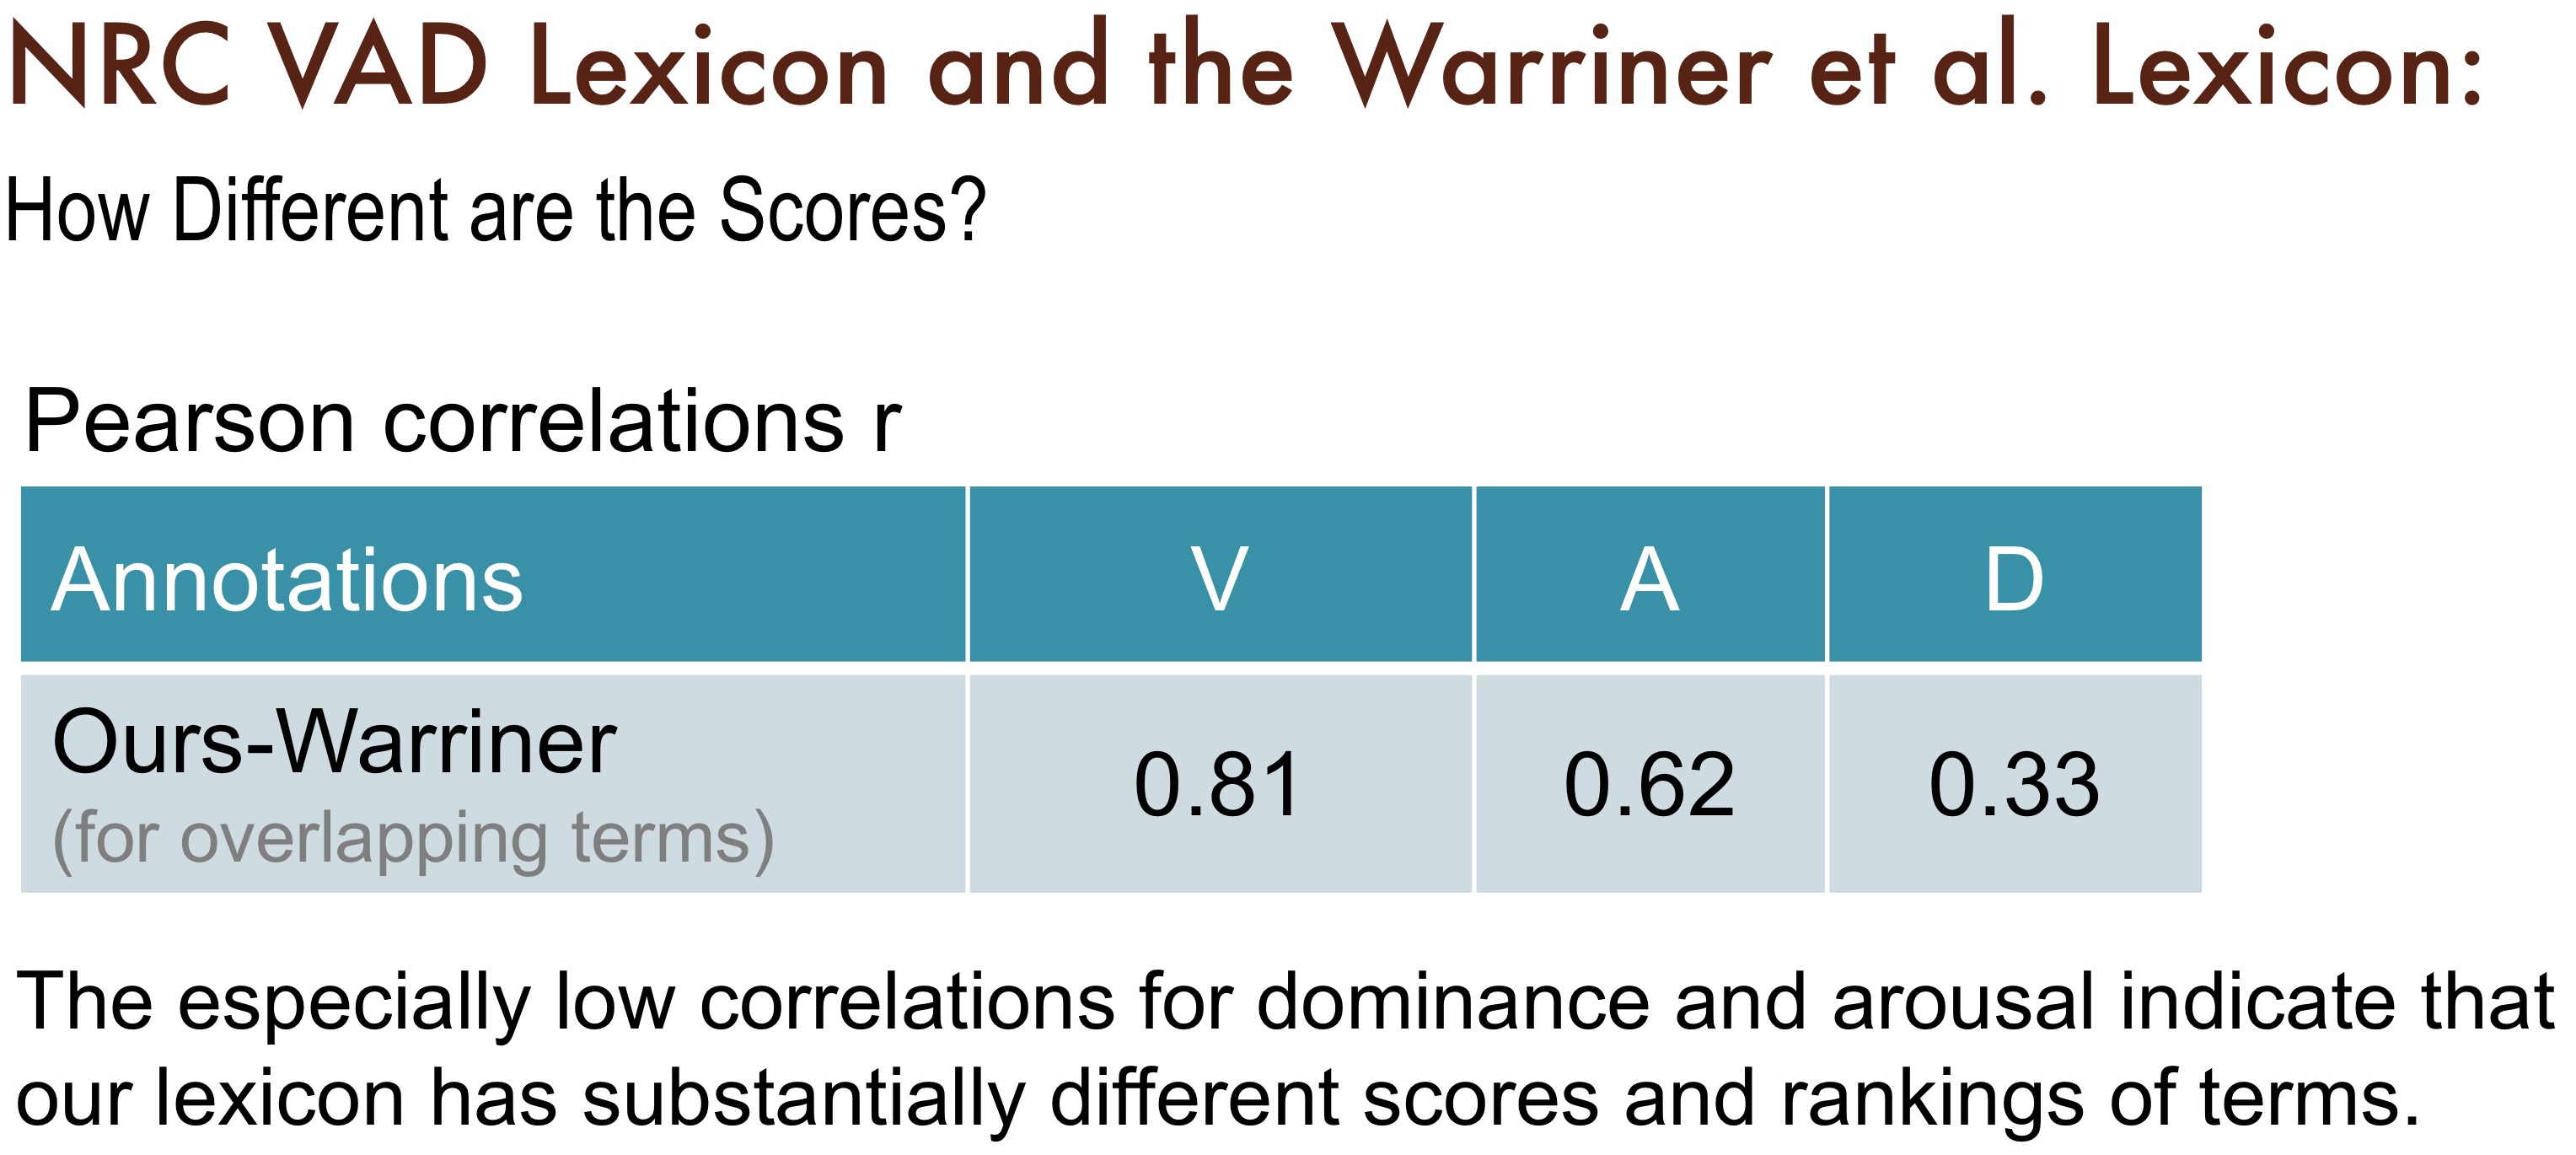 NRC VAD Lexicon and the Warriner et al. Lexicon:
How Different are the Scores?
Pearson correlations r
Annotations V A D
Ours-Warriner 0.81 0.62 0.33
(for overlapping terms)
The especially low correlations for dominance and arousal indicate that
our lexicon has substantially different scores and rankings of terms.